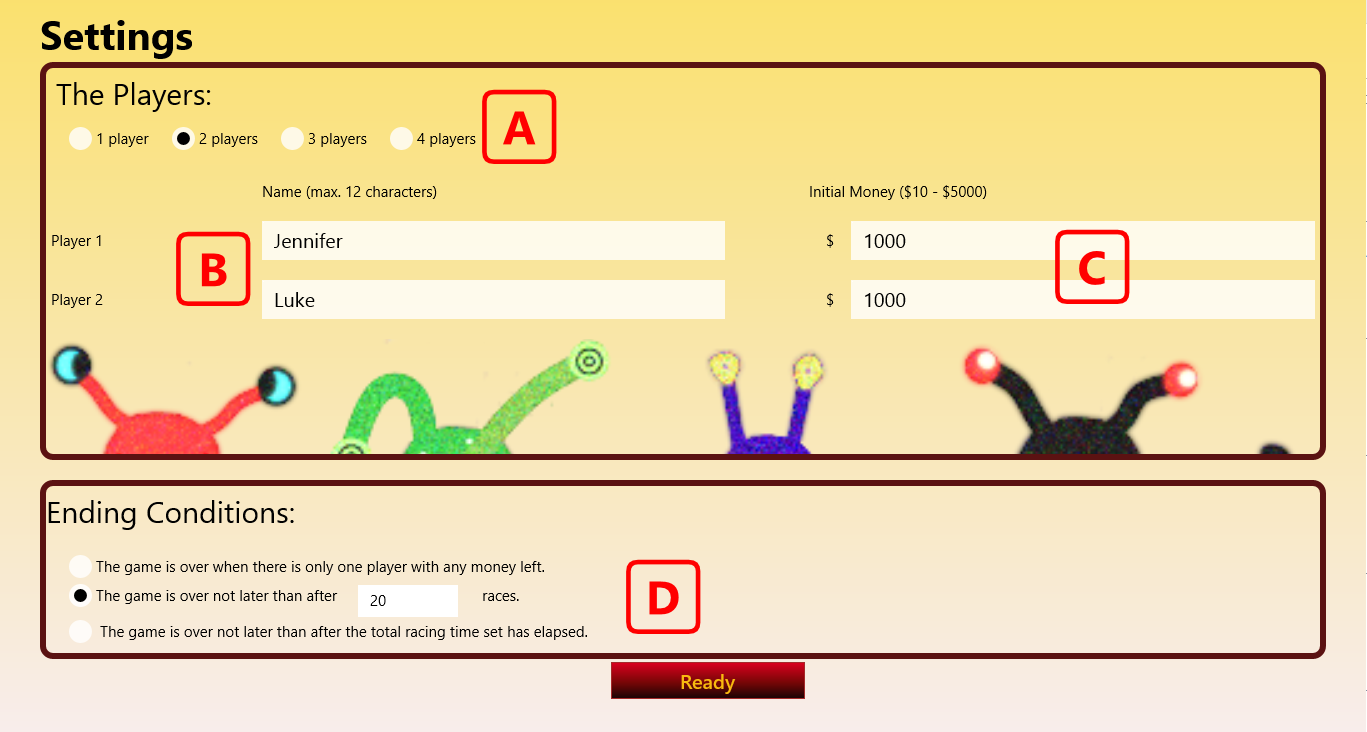 Settings
The Players:
1 player 2 players 3 players 4 players A
Name (max. 12 characters) Initial Money ($10 - $5000)
Player 1 Jennifer $ 1000
B C
Player 2 Luke $ 1000
Ending Conditions:
The game is over when there is only one player with any money left.
The game is over not later than after 20 races. D
The game is over not later than after the total racing time set has elapsed.
Ready